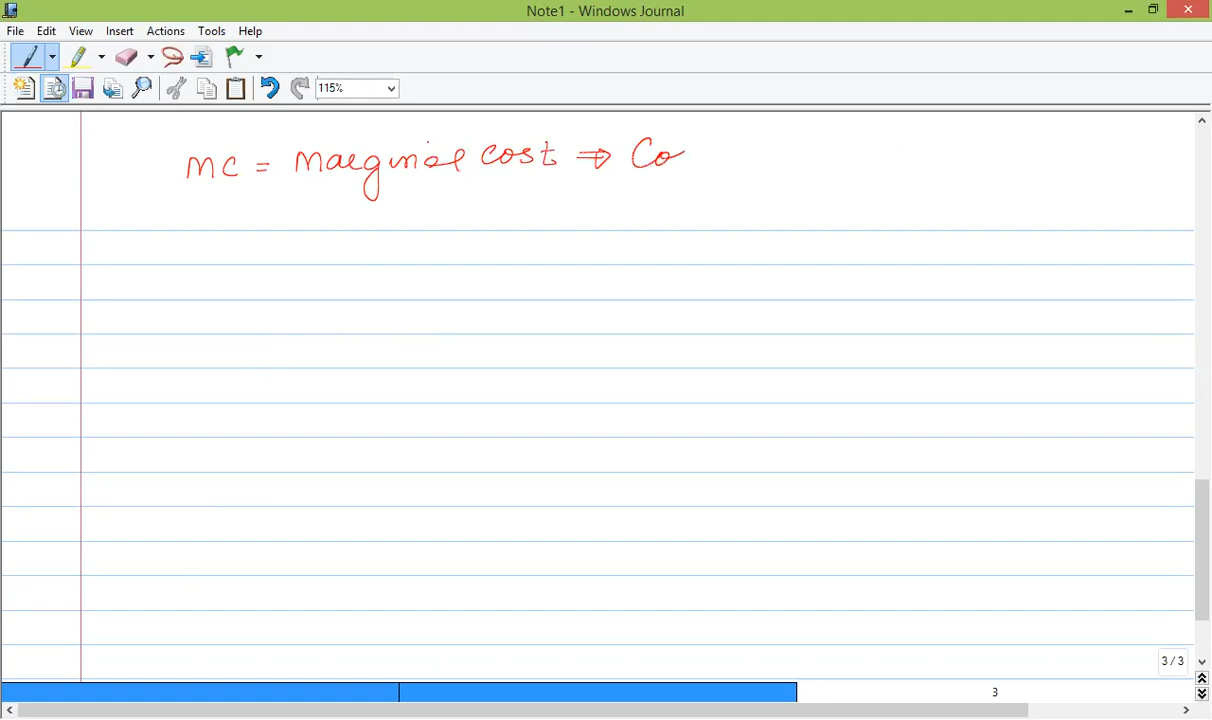 Note1 - Windows Journal
File Edit View Insert Actions Tools Help
115%
MC = Marginal cost ⇒ Co
3 / 3
3